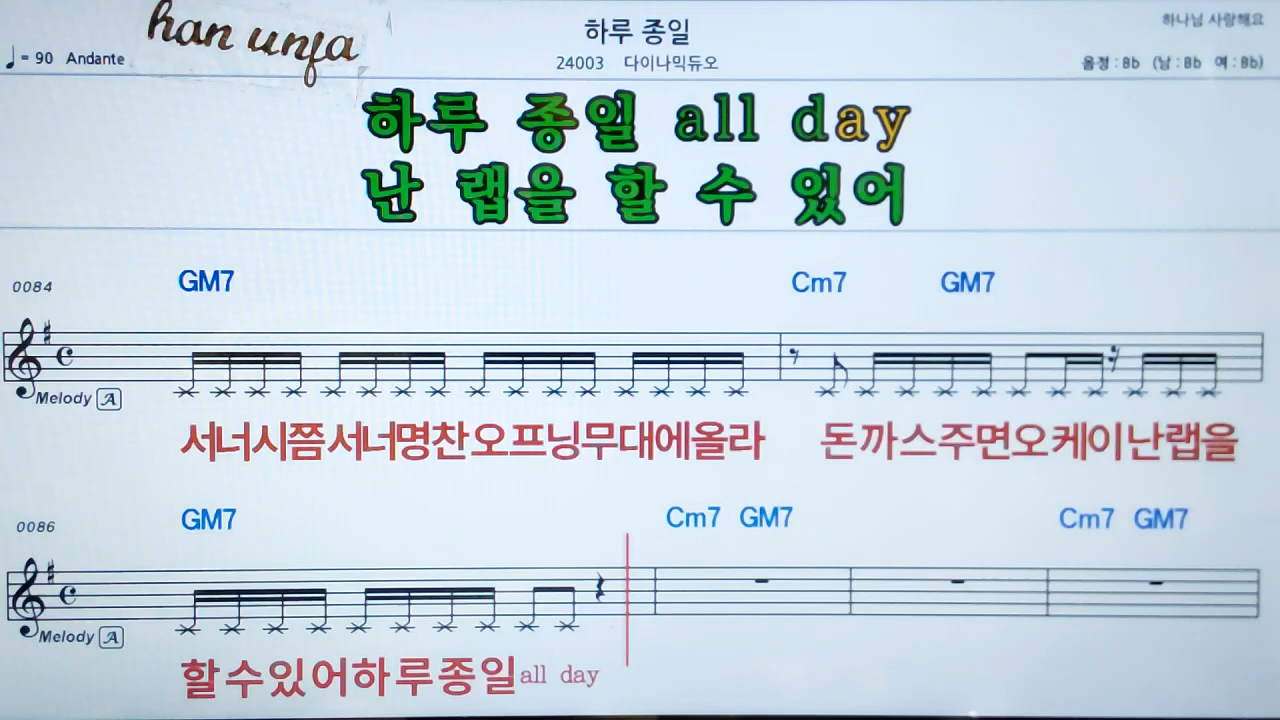 han unja
하루 종일
하나님 사랑해요
♩= 90 Andante
24003 다이나믹듀오
음정 : Bb (남 : Bb 여 : Bb)
하루 종일 all day
난 랩을 할 수 있어
0084 GM7 Cm7 GM7
Melody A
서너시쯤서너명찬오프닝무대에올라 돈까스주면오케이난랩을
0086 GM7 Cm7 GM7 Cm7 GM7
Melody A
할수있어하루종일all day